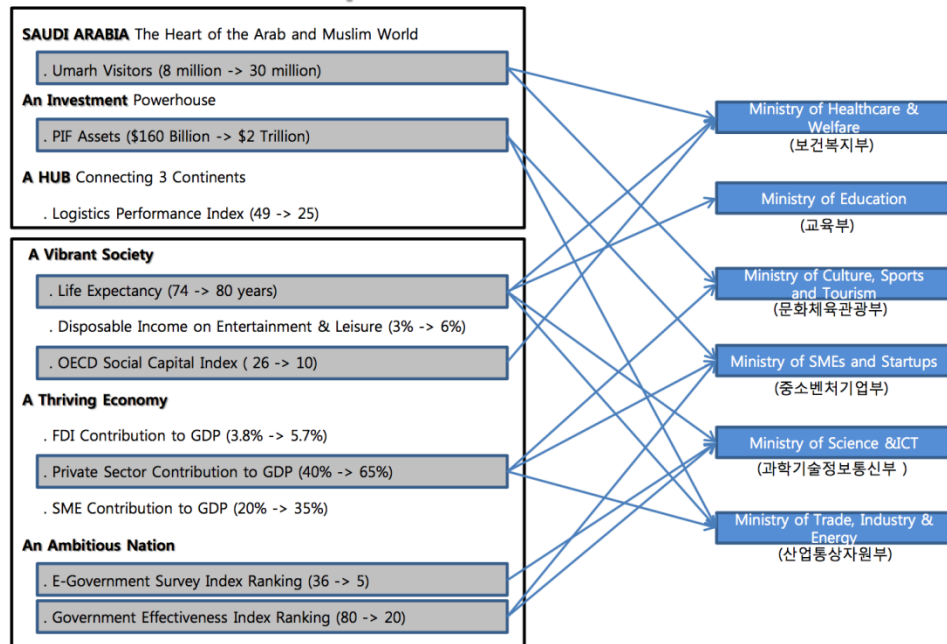 SAUDI ARABIA The Heart of the Arab and Muslim World
. Umarh Visitors (8 million -> 30 million)
An Investment Powerhouse
. PIF Assets ($160 Billion -> $2 Trillion)
A HUB Connecting 3 Continents
. Logistics Performance Index (49 -> 25)
A Vibrant Society
. Life Expectancy (74 -> 80 years)
. Disposable Income on Entertainment & Leisure (3% -> 6%)
. OECD Social Capital Index ( 26 -> 10)
A Thriving Economy
. FDI Contribution to GDP (3.8% -> 5.7%)
. Private Sector Contribution to GDP (40% -> 65%)
. SME Contribution to GDP (20% -> 35%)
An Ambitious Nation
. E-Government Survey Index Ranking (36 -> 5)
. Government Effectiveness Index Ranking (80 -> 20)
Ministry of Healthcare &
Welfare
(보건복지부)
Ministry of Education
(교육부)
Ministry of Culture, Sports
and Tourism
(문화체육관광부)
Ministry of SMEs and Startups
(중소벤처기업부)
Ministry of Science &ICT
(과학기술정보통신부 )
Ministry of Trade, Industry &
Energy
(산업통상자원부)